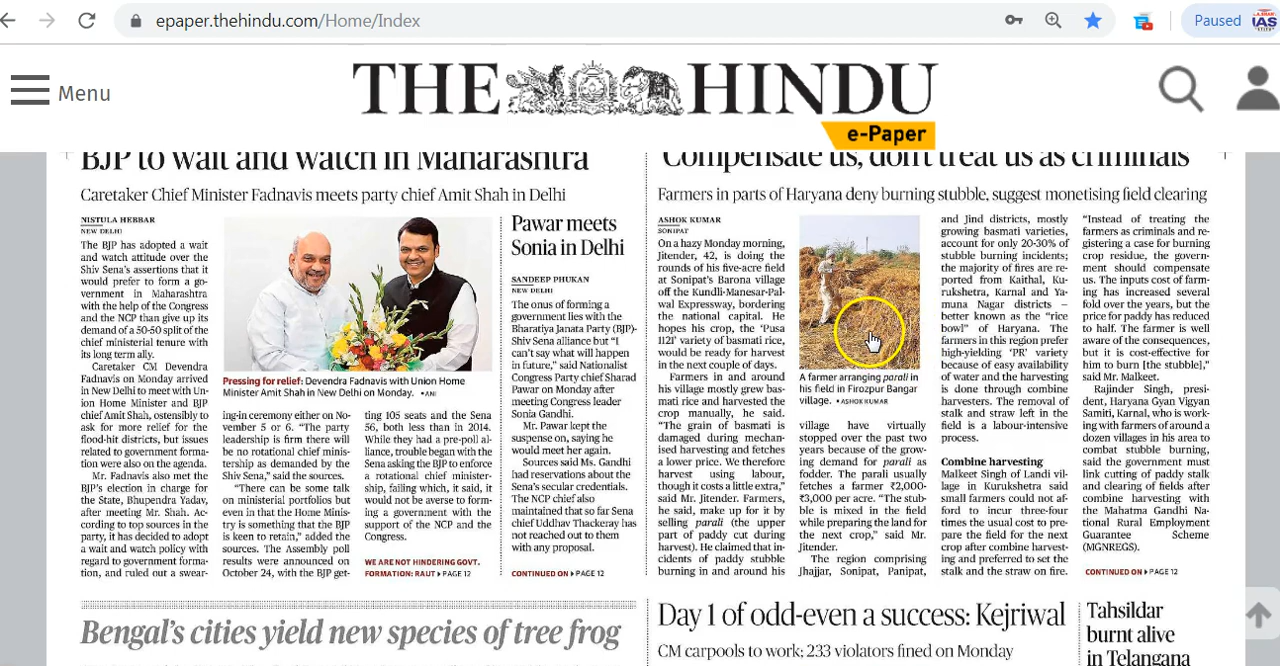 epaper.thehindu.com/Home/Index
Paused
IAS
Menu
THE HINDU
e-Paper
BJP to wait and watch in Maharashtra
Caretaker Chief Minister Fadnavis meets party chief Amit Shah in Delhi
NISTULA HEBBAR
NEW DELHI
The BJP has adopted a wait
and watch attitude over the
Shiv Sena's assertions that it
would prefer to form a go-
vernment in Maharashtra
with the help of the Congress
and the NCP than give up its
demand of a 50-50 split of the
chief ministerial tenure with
its long term ally.
Caretaker CM Devendra
Fadnavis on Monday arrived
in New Delhi to meet with Un-
ion Home Minister and BJP
chief Amit Shah, ostensibly to
ask for more relief for the
flood-hit districts, but issues
related to government forma-
tion were also on the agenda.
Mr. Fadnavis also met the
BJP's election in charge for
the State, Bhupendra Yadav,
after meeting Mr. Shah. Ac-
cording to top sources in the
party, it has decided to adopt
a wait and watch policy with
regard to government forma-
tion, and ruled out a swear-
Pressing for relief: Devendra Fadnavis with Union Home
Minister Amit Shah in New Delhi on Monday. • ANI
ing-in ceremony either on No-
vember 5 or 6. "The party
leadership is firm there will
be no rotational chief minis-
tership as demanded by the
Shiv Sena," said the sources.
"There can be some talk
on ministerial portfolios but
even in that the Home Minis-
try is something that the BJP
is keen to retain," added the
sources. The Assembly poll
results were announced on
October 24, with the BJP get-
ting 105 seats and the Sena
56, both less than in 2014.
While they had a pre-poll al-
liance, trouble began with the
Sena asking the BJP to enforce
a rotational chief minister-
ship, failing which, it said, it
would not be averse to form-
ing a government with the
support of the NCP and the
Congress.
WE ARE NOT HINDERING GOVT.
FORMATION: RAUT ▸ PAGE 12
Pawar meets
Sonia in Delhi
SANDEEP PHUKAN
NEW DELHI
The onus of forming a
government lies with the
Bharatiya Janata Party (BJP)-
Shiv Sena alliance but "I
can't say what will happen
in future," said Nationalist
Congress Party chief Sharad
Pawar on Monday after
meeting Congress leader
Sonia Gandhi.
Mr. Pawar kept the
suspense on, saying he
would meet her again.
Sources said Ms. Gandhi
had reservations about the
Sena's secular credentials.
The NCP chief also
maintained that so far Sena
chief Uddhav Thackeray has
not reached out to them
with any proposal.
CONTINUED ON ▸ PAGE 12
'Compensate us, don't treat us as criminals'
Farmers in parts of Haryana deny burning stubble, suggest monetising field clearing
ASHOK KUMAR
SONIPAT
On a hazy Monday morning,
Jitender, 42, is doing the
rounds of his five-acre field
at Sonipat's Barona village
off the Kundli-Manesar-Pal-
wal Expressway, bordering
the national capital. He
hopes his crop, the 'Pusa
1121' variety of basmati rice,
would be ready for harvest
in the next couple of days.
Farmers in and around
his village mostly grew bas-
mati rice and harvested the
crop manually, he said.
"The grain of basmati is
damaged during mechan-
ised harvesting and fetches
a lower price. We therefore
harvest using labour,
though it costs a little extra,"
said Mr. Jitender. Farmers,
he said, make up for it by
selling parali (the upper
part of paddy cut during
harvest). He claimed that in-
cidents of paddy stubble
burning in and around his
A farmer arranging parali in
his field in Firozpur Bangar
village. • ASHOK KUMAR
village have virtually
stopped over the past two
years because of the grow-
ing demand for parali as
fodder. The parali usually
fetches a farmer ₹2,000-
₹3,000 per acre. "The stub-
ble is mixed in the field
while preparing the land for
the next crop," said Mr.
Jitender.
The region comprising
Jhajjar, Sonipat, Panipat,
and Jind districts, mostly
growing basmati varieties,
account for only 20-30% of
stubble burning incidents;
the majority of fires are re-
ported from Kaithal, Ku-
rukshetra, Karnal and Ya-
muna Nagar districts –
better known as the "rice
bowl" of Haryana. The
farmers in this region prefer
high-yielding 'PR' variety
because of easy availability
of water and the harvesting
is done through combine
harvesters. The removal of
stalk and straw left in the
field is a labour-intensive
process.
Combine harvesting
Malkeet Singh of Landi vil-
lage in Kurukshetra said
small farmers could not af-
ford to incur three-four
times the usual cost to pre-
pare the field for the next
crop after combine harvest-
ing and preferred to set the
stalk and the straw on fire.
"Instead of treating the
farmers as criminals and re-
gistering a case for burning
crop residue, the govern-
ment should compensate
us. The inputs cost of farm-
ing has increased several
fold over the years, but the
price for paddy has reduced
to half. The farmer is well
aware of the consequences,
but it is cost-effective for
him to burn [the stubble],"
said Mr. Malkeet.
Rajinder Singh, presi-
dent, Haryana Gyan Vigyan
Samiti, Karnal, who is work-
ing with farmers of around a
dozen villages in his area to
combat stubble burning,
said the government must
link cutting of paddy stalk
and clearing of fields after
combine harvesting with
the Mahatma Gandhi Na-
tional Rural Employment
Guarantee Scheme
(MGNREGS).
CONTINUED ON ▸ PAGE 12
Bengal's cities yield new species of tree frog
Day 1 of odd-even a success: Kejriwal
CM carpools to work; 233 violators fined on Monday
Tahsildar
burnt alive
in Telangana